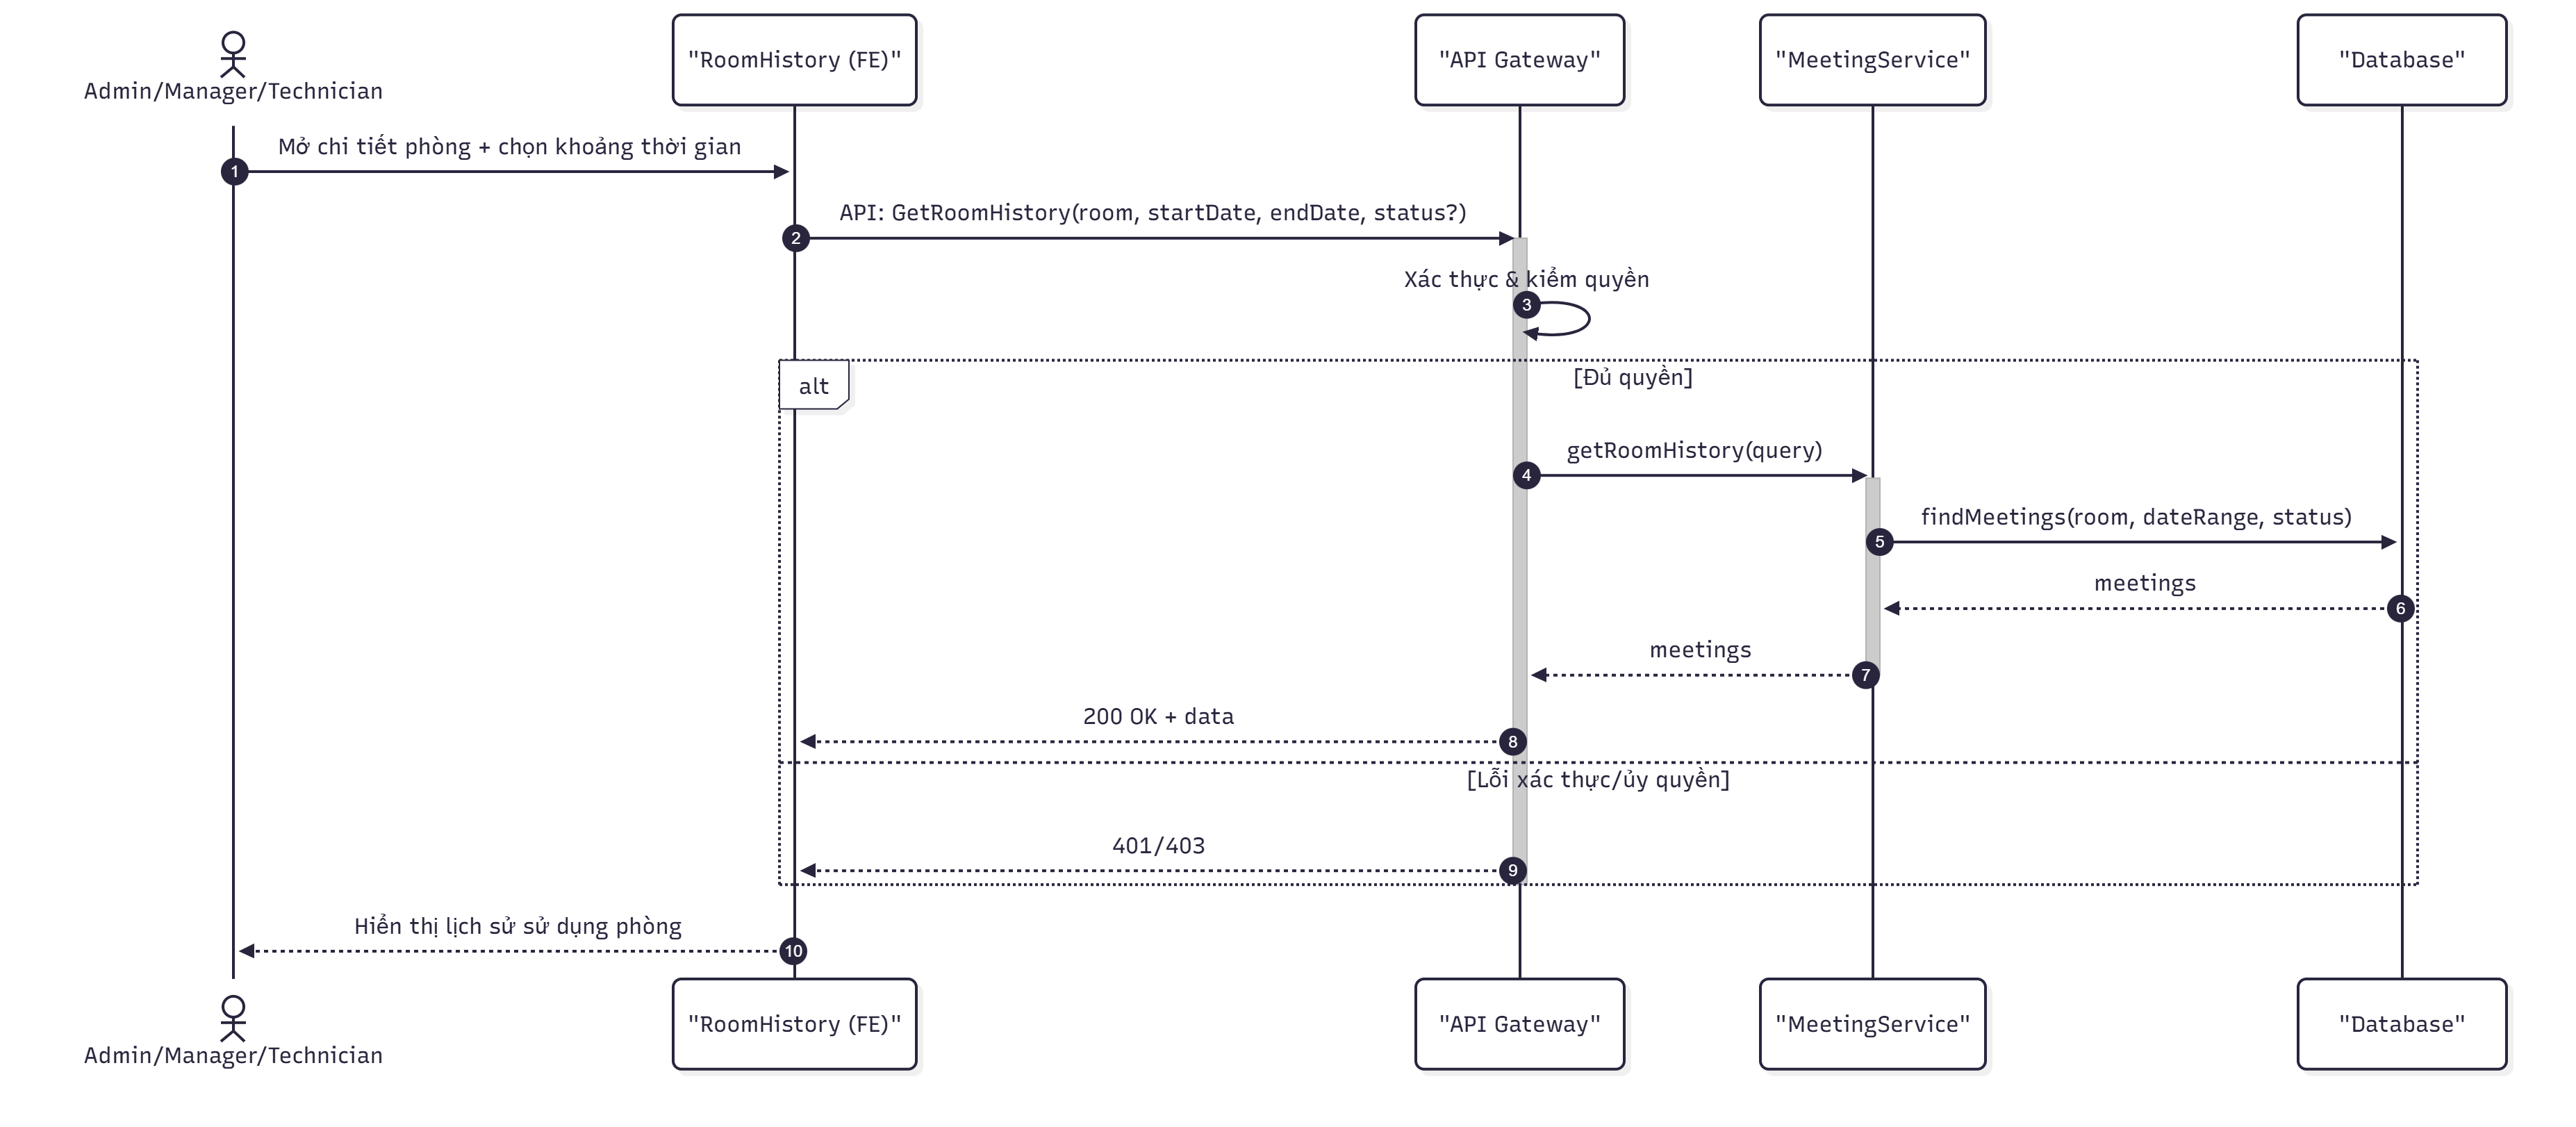 "RoomHistory (FE)"
"API Gateway"
"MeetingService"
"Database"
Admin/Manager/Technician
Mở chi tiết phòng + chọn khoảng thời gian
1
API: GetRoomHistory(room, startDate, endDate, status?)
2
Xác thực & kiểm quyền
3
alt
[Đủ quyền]
getRoomHistory(query)
4
findMeetings(room, dateRange, status)
5
meetings
6
meetings
7
200 OK + data
8
[Lỗi xác thực/ủy quyền]
401/403
9
Hiển thị lịch sử sử dụng phòng
10
"RoomHistory (FE)"
"API Gateway"
"MeetingService"
"Database"
Admin/Manager/Technician